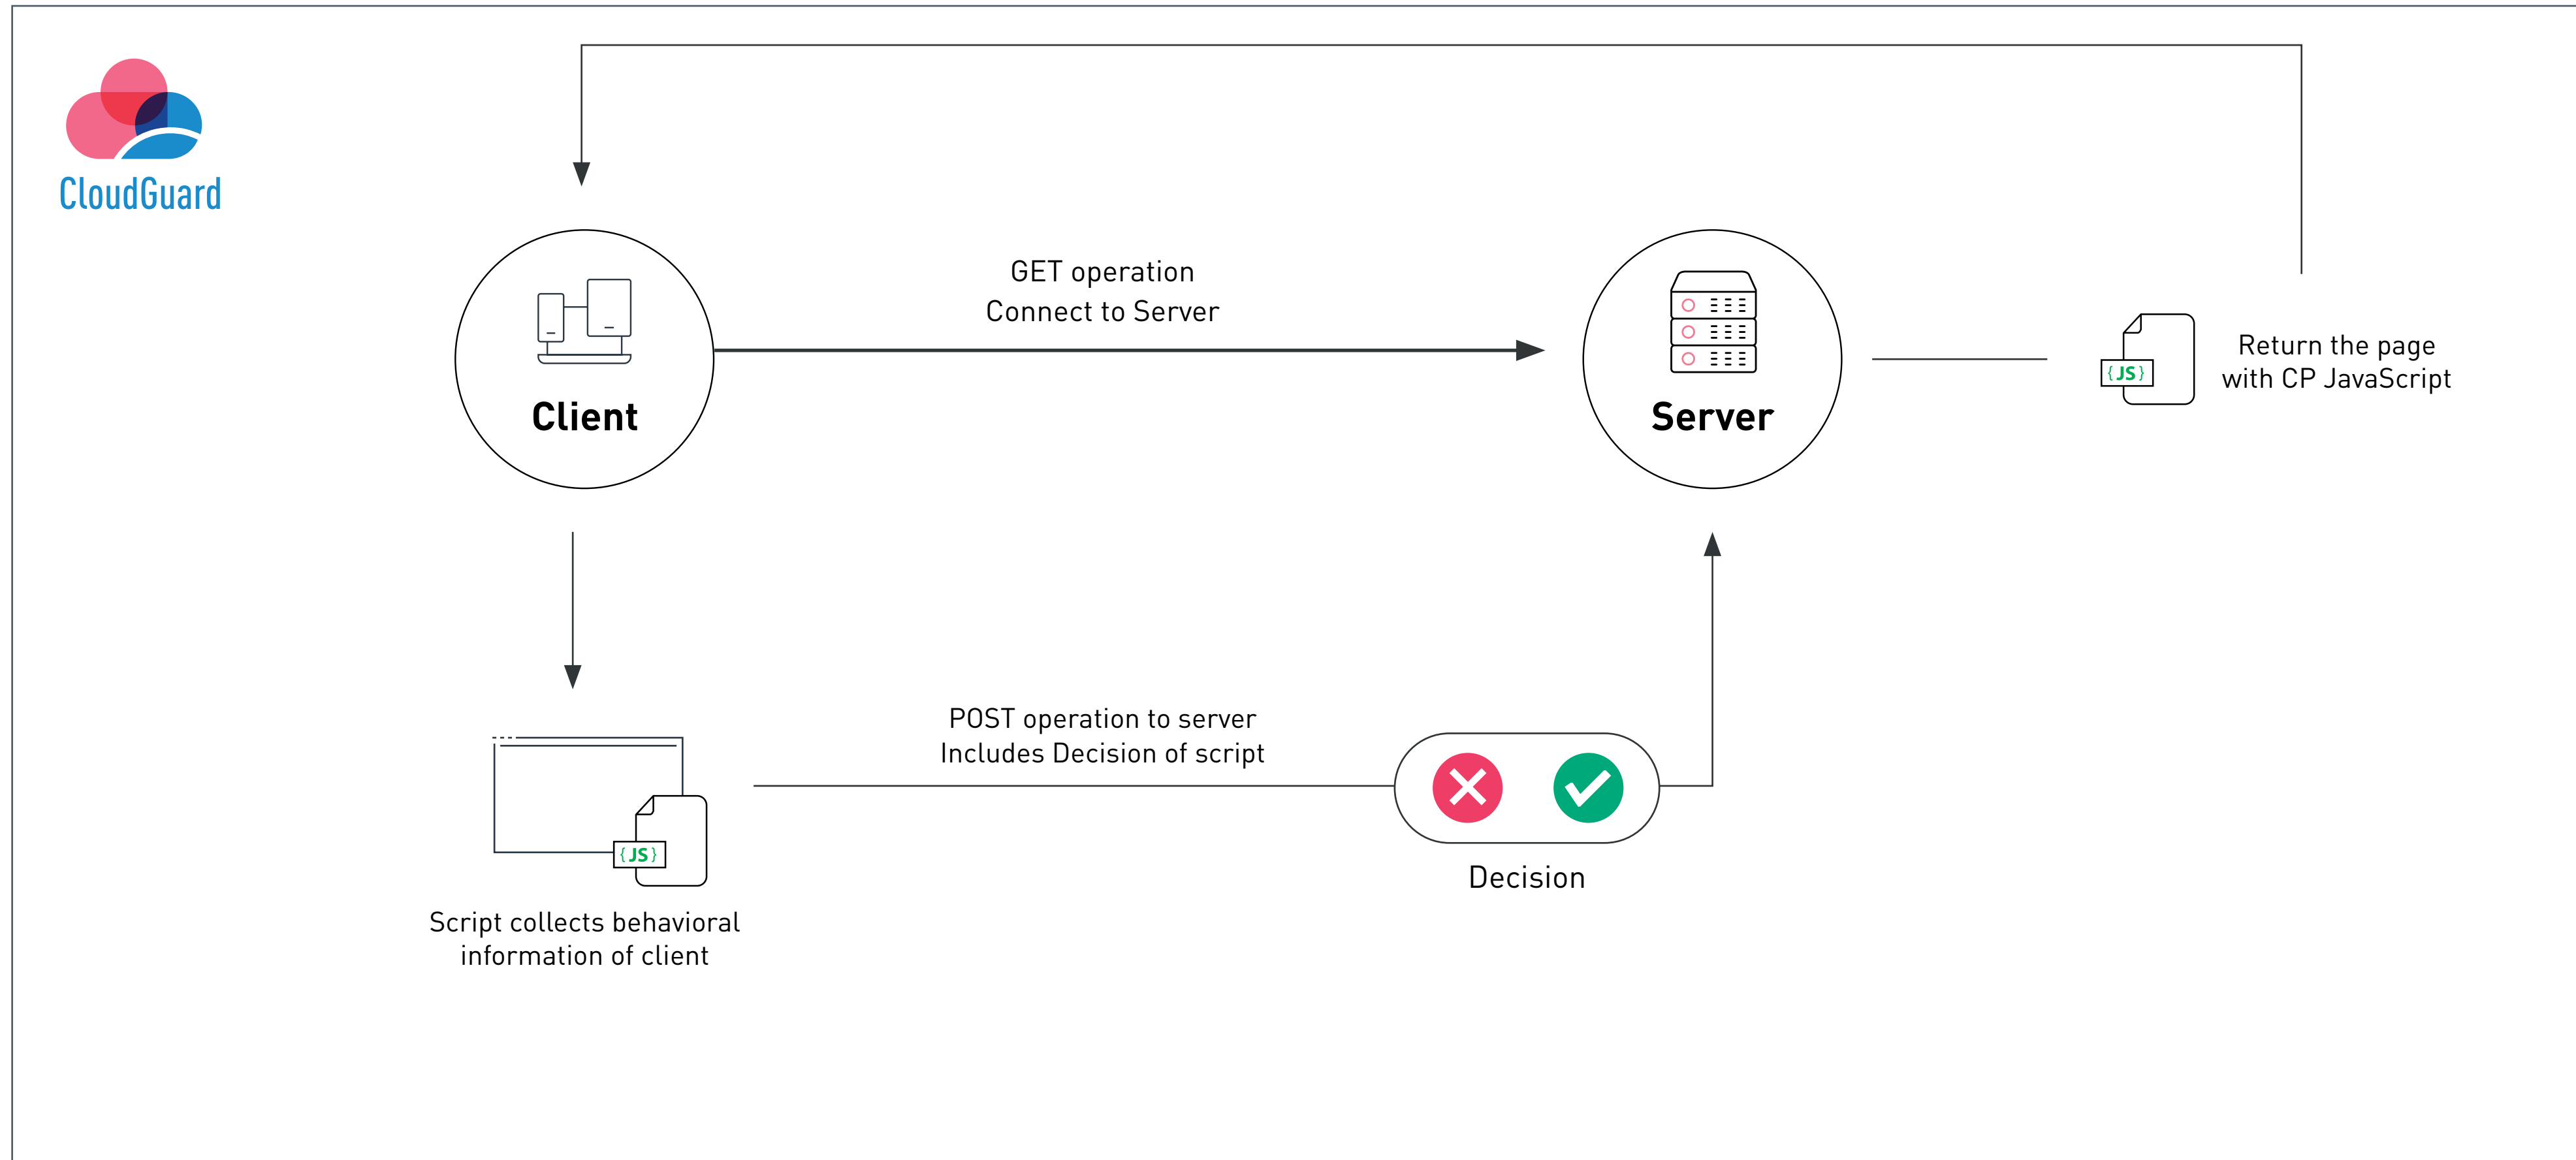 CloudGuard
GET operation
Connect to Server
Client
Server
{JS}
Return the page
with CP JavaScript
POST operation to server
Includes Decision of script
{JS}
Decision
Script collects behavioral
information of client